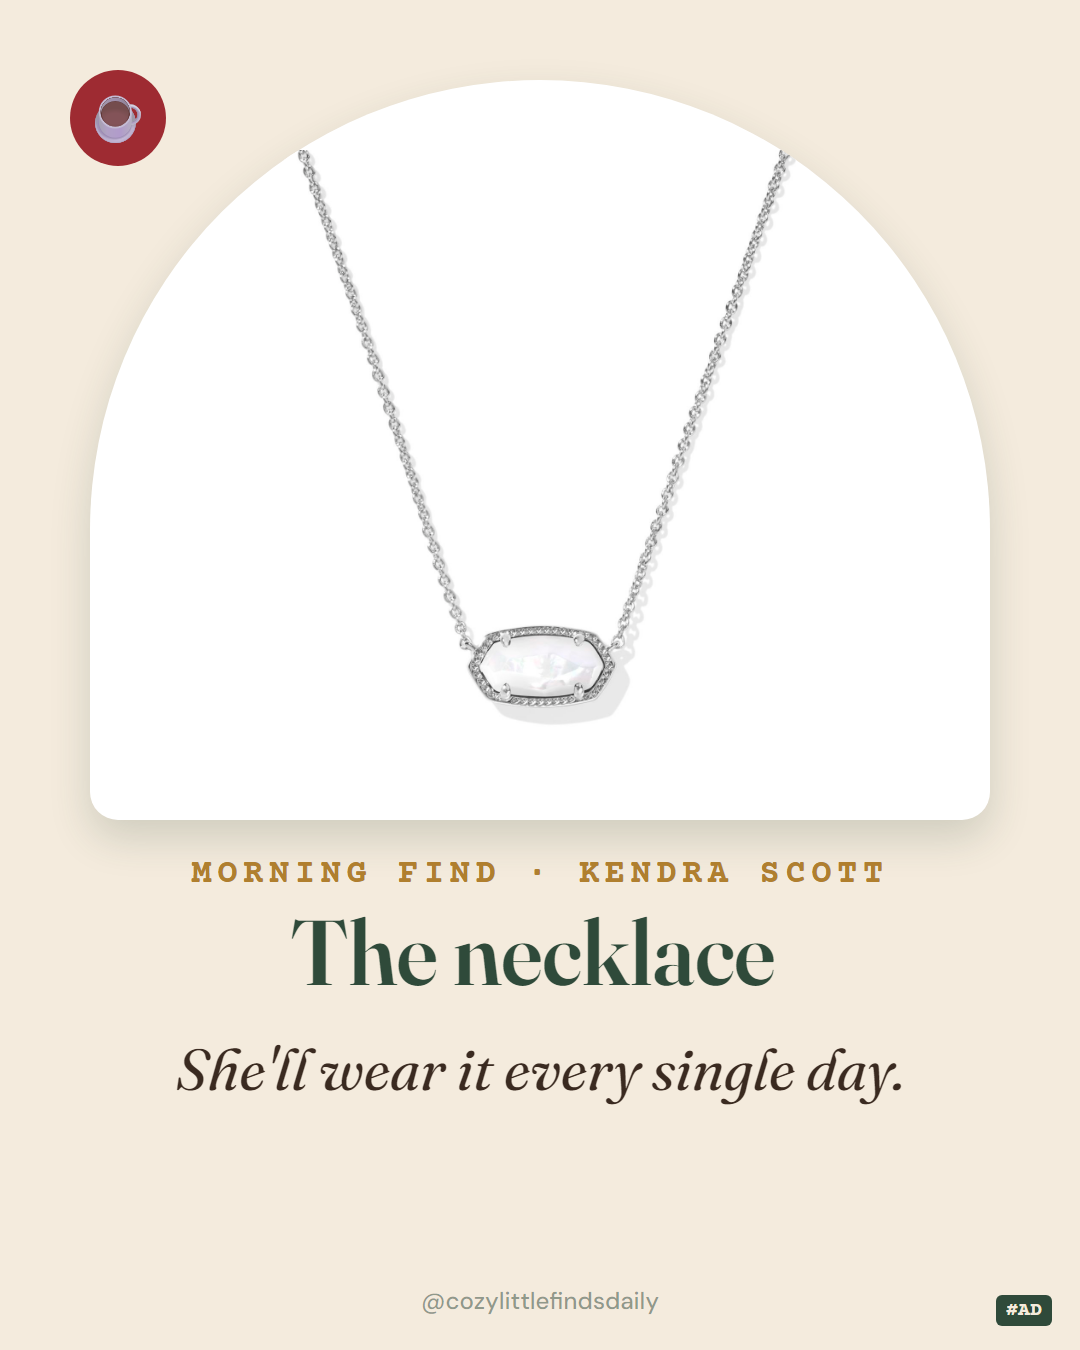 MORNING FIND · KENDRA SCOTT
The necklace
She'll wear it every single day.
@cozylittlefindsdaily
#AD